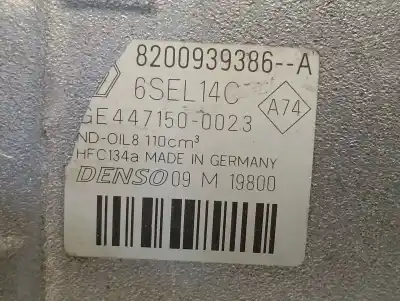 8200939386--A
6SEL14C
A74
GE447150-0023
ND-OIL8 110cm³
HFC134a MADE IN GERMANY
DENSO 09 M 19800